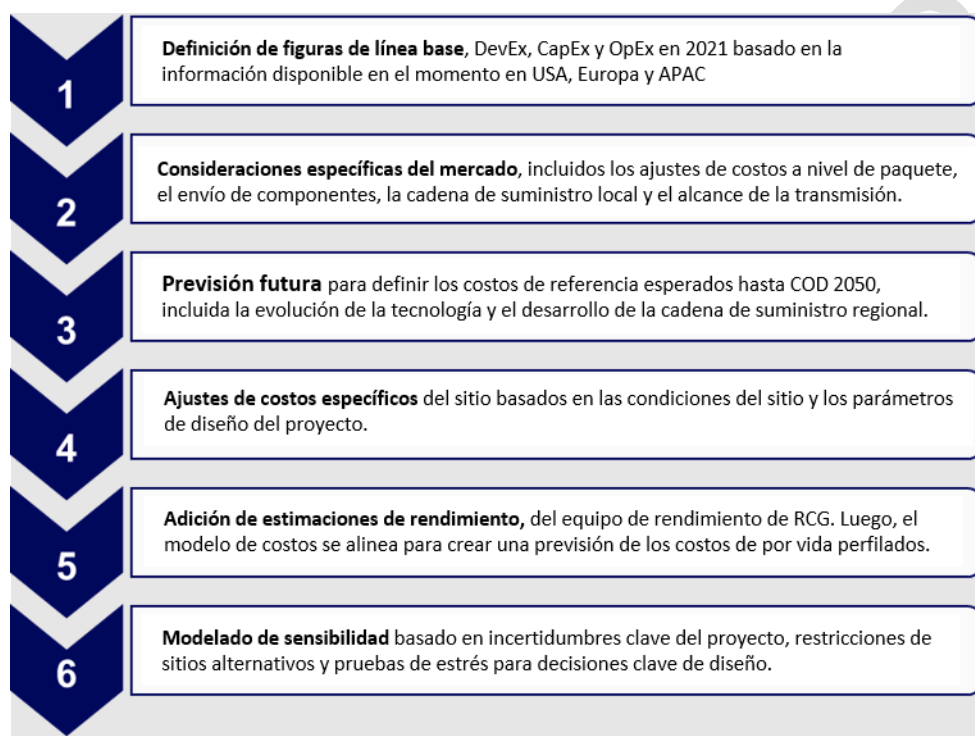 1
Definición de figuras de línea base, DevEx, CapEx y OpEx en 2021 basado en la
información disponible en el momento en USA, Europa y APAC
2
Consideraciones específicas del mercado, incluidos los ajustes de costos a nivel de paquete,
el envío de componentes, la cadena de suministro local y el alcance de la transmisión.
3
Previsión futura para definir los costos de referencia esperados hasta COD 2050,
incluida la evolución de la tecnología y el desarrollo de la cadena de suministro regional.
4
Ajustes de costos específicos del sitio basados en las condiciones del sitio y los parámetros
de diseño del proyecto.
5
Adición de estimaciones de rendimiento, del equipo de rendimiento de RCG. Luego, el
modelo de costos se alinea para crear una previsión de los costos de por vida perfilados.
6
Modelado de sensibilidad basado en incertidumbres clave del proyecto, restricciones de
sitios alternativos y pruebas de estrés para decisiones clave de diseño.